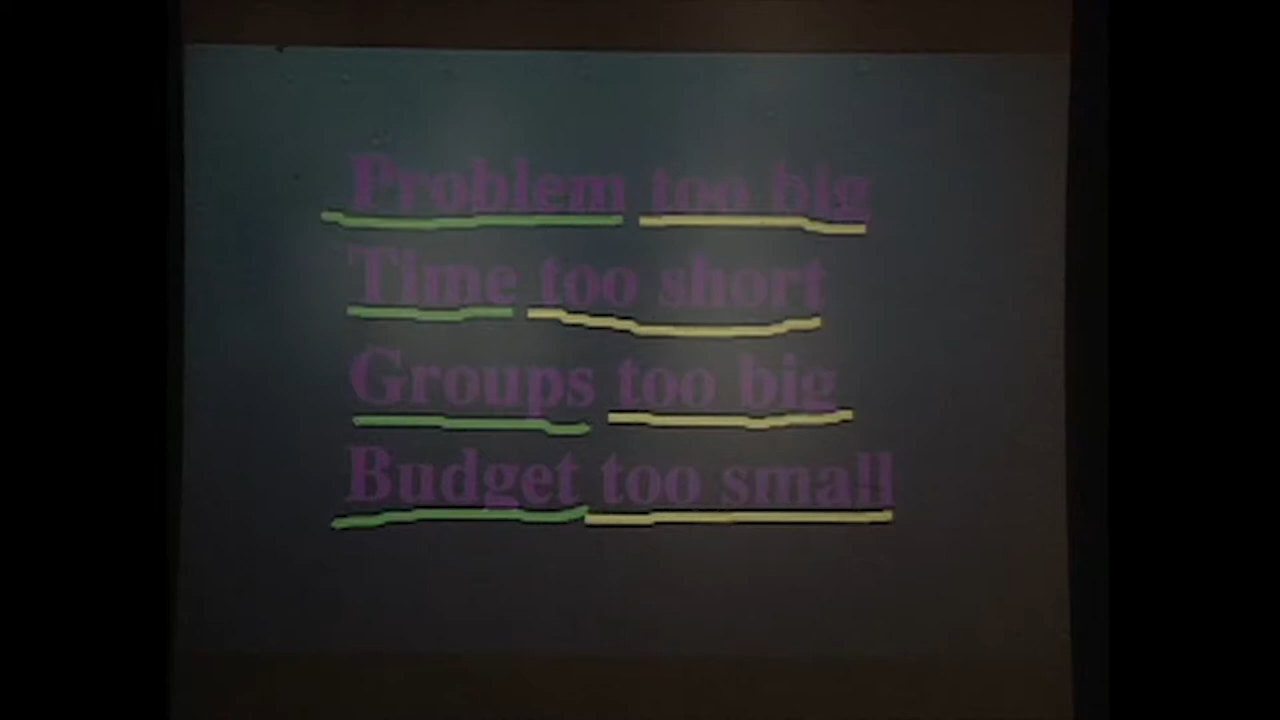 Problem too big
Time too short
Groups too big
Budget too small